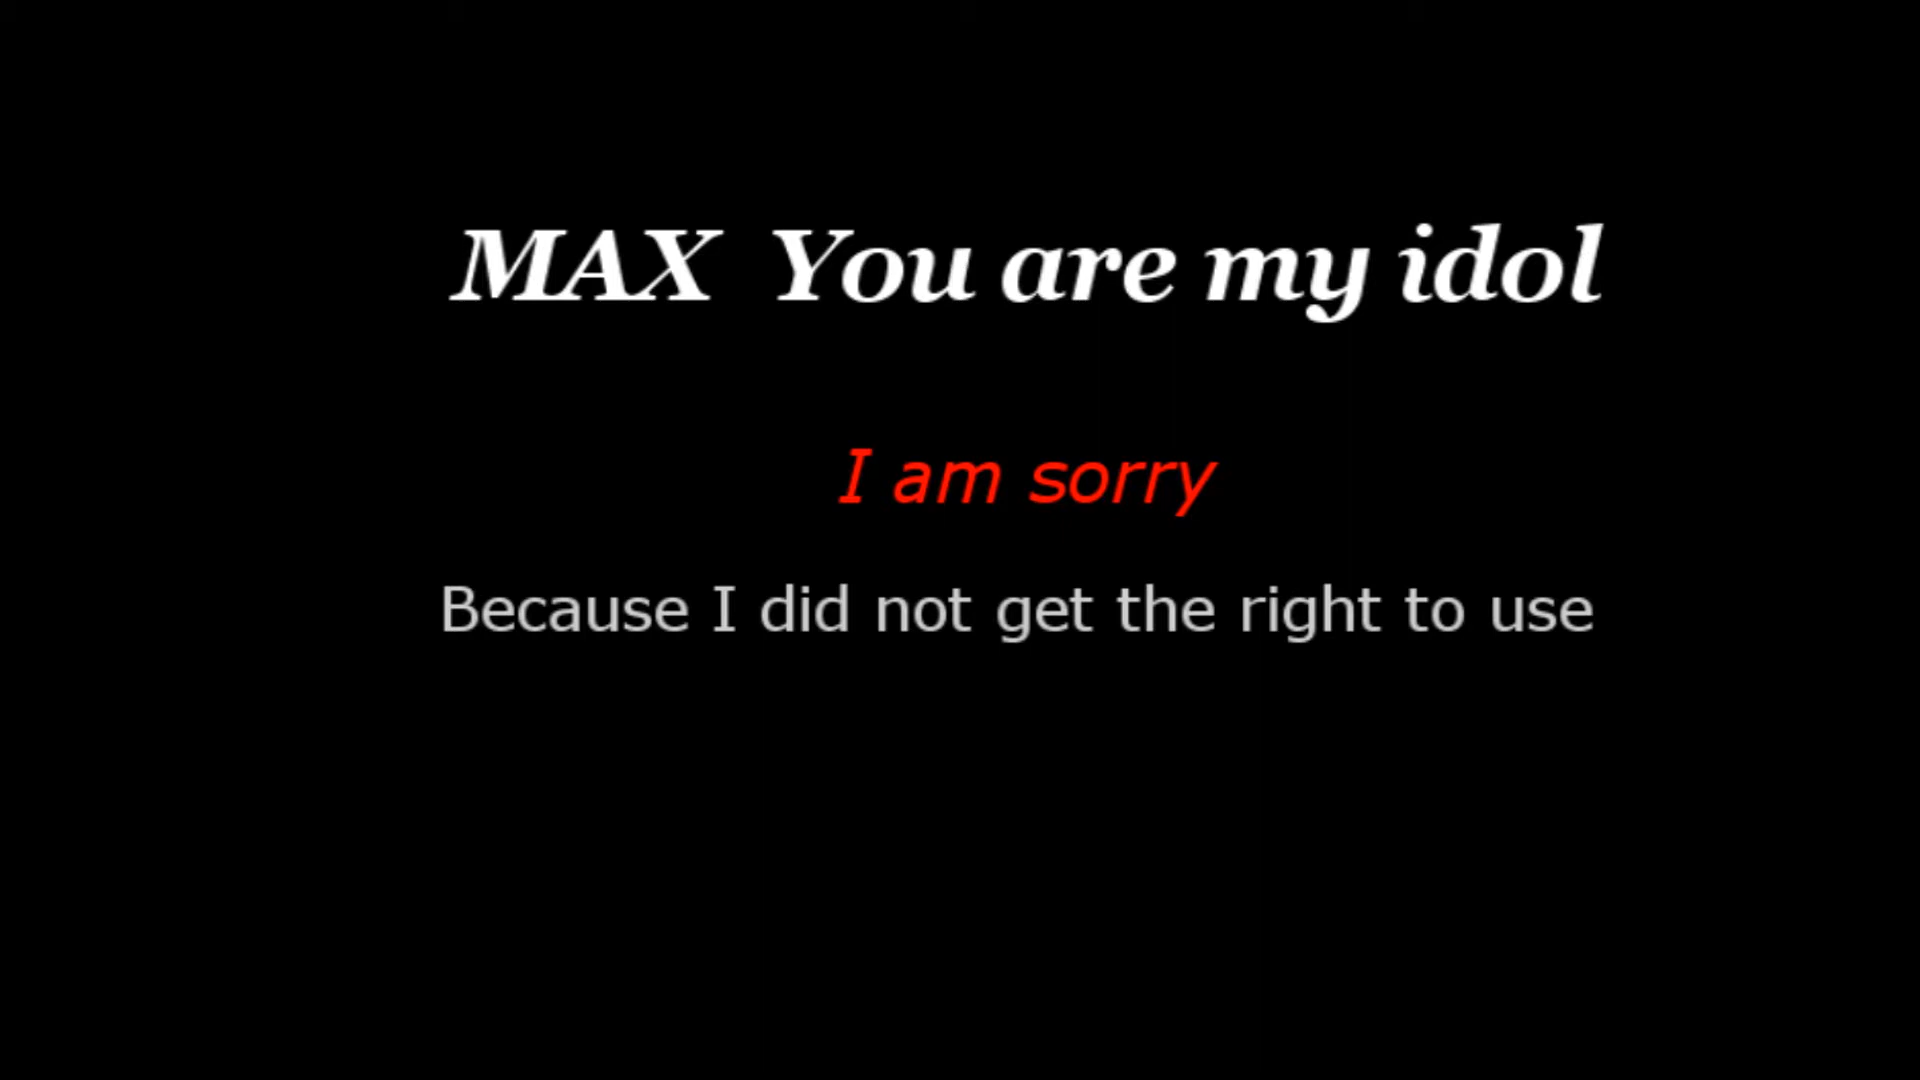 MAX  You are my idol
I am sorry
Because I did not get the right to use